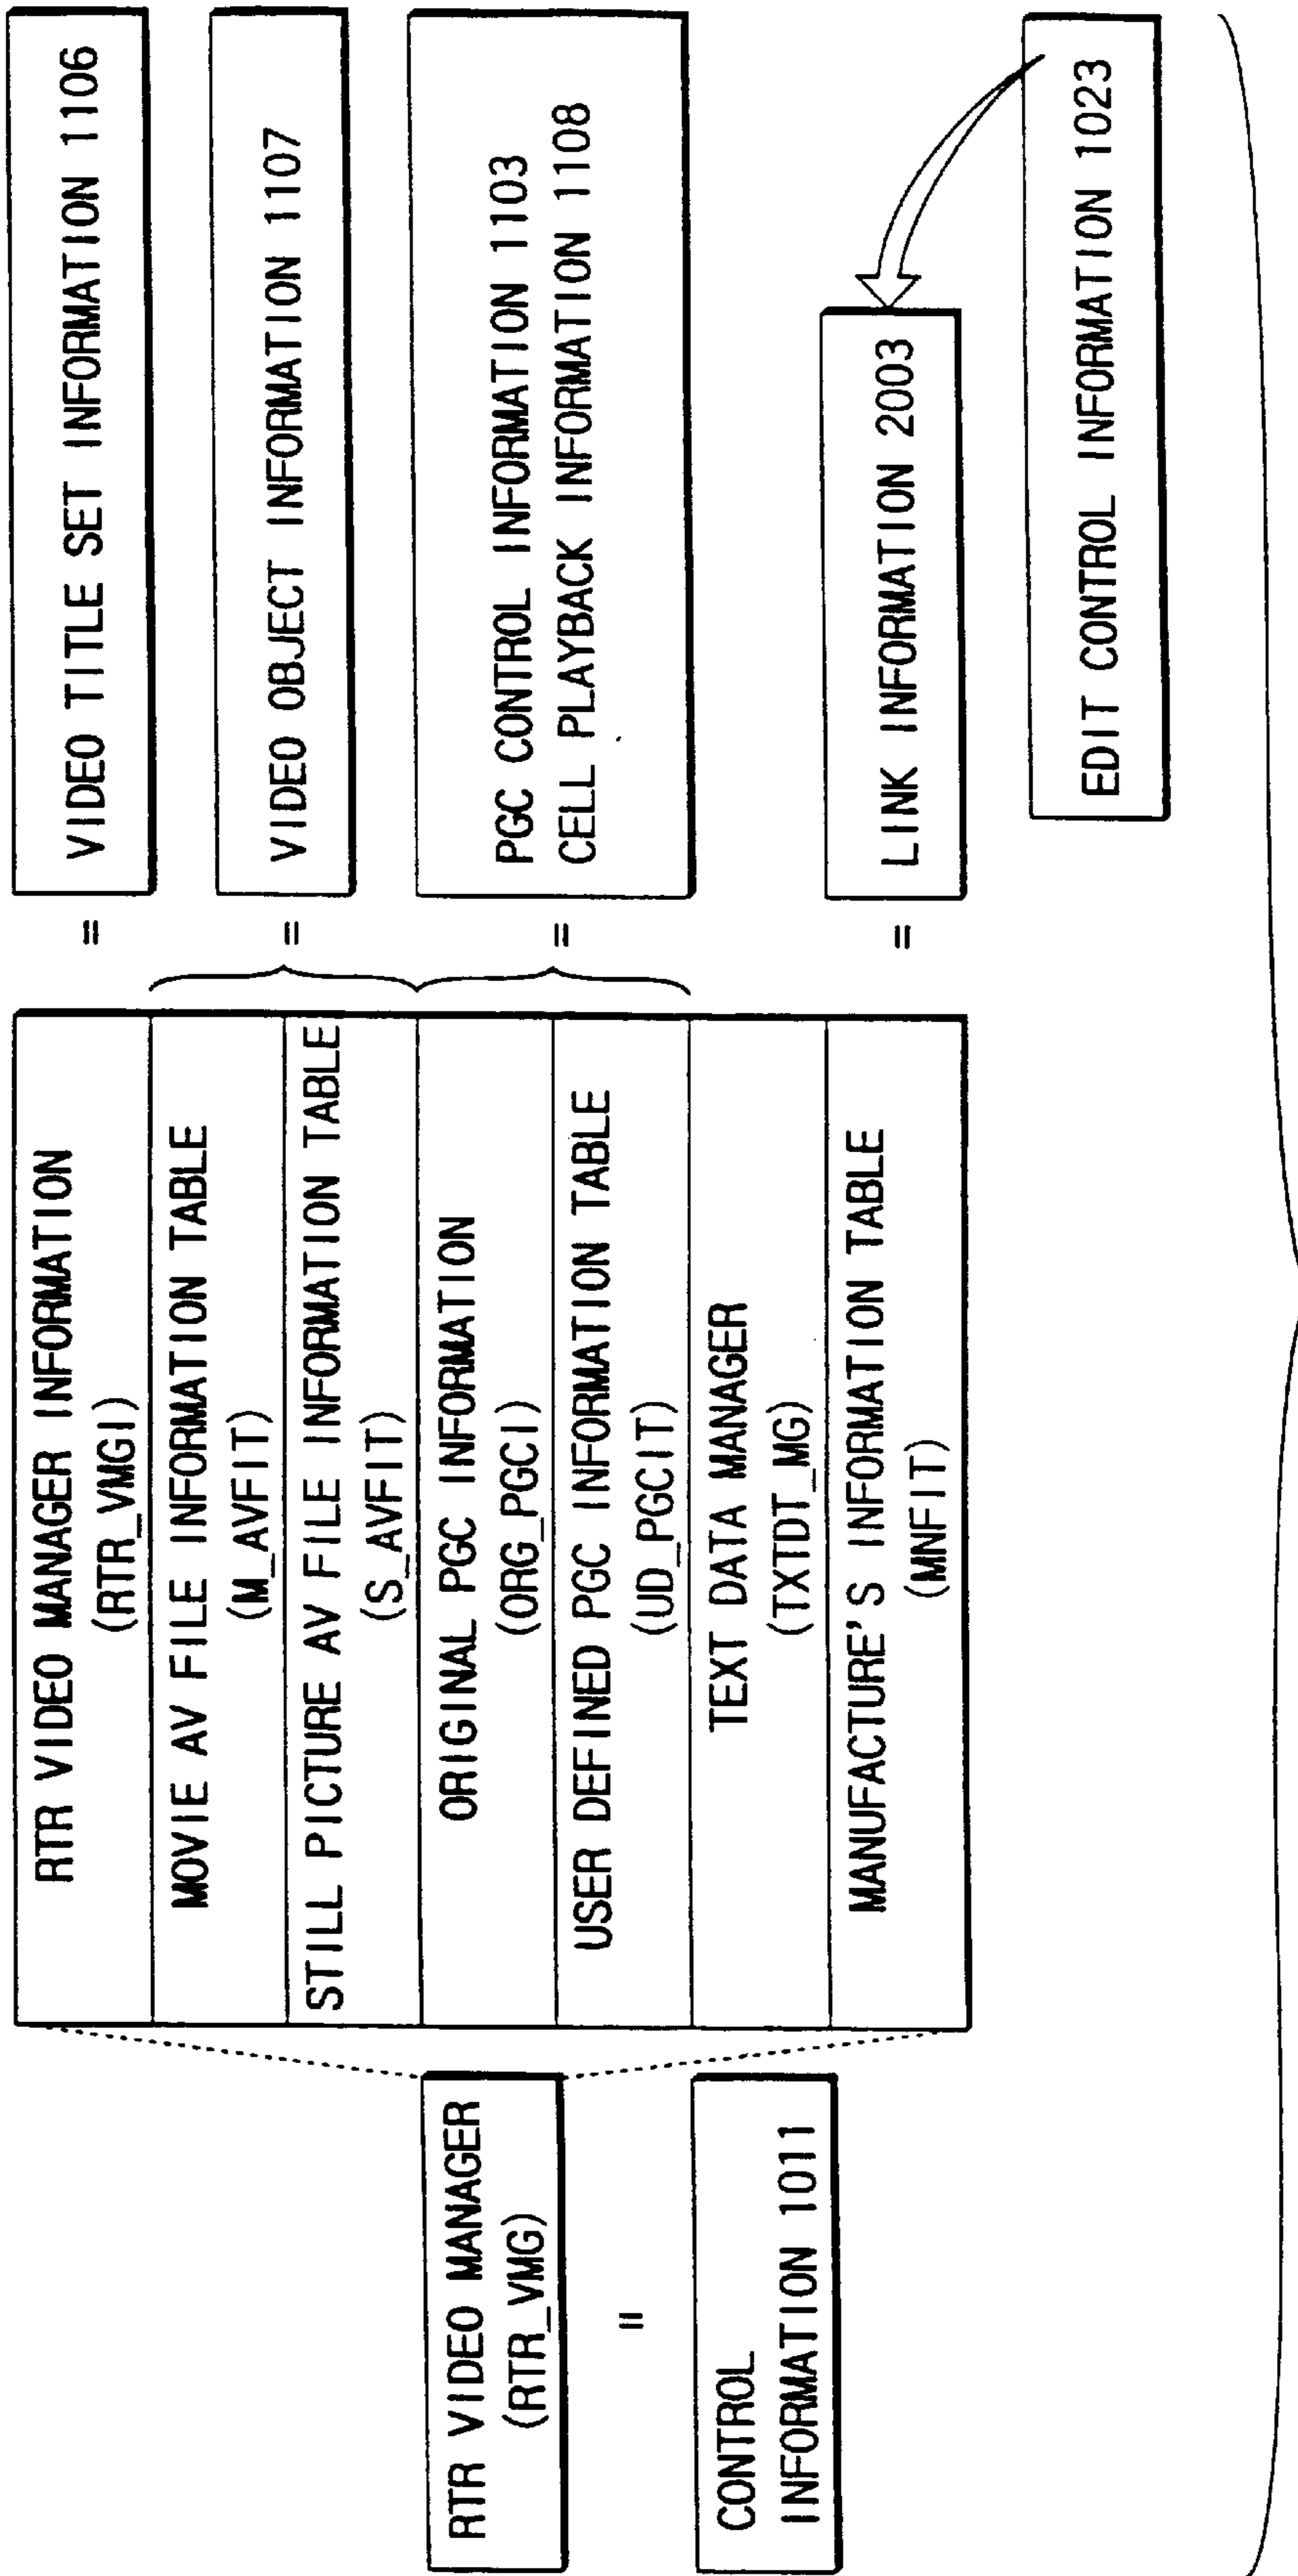 RTR VIDEO MANAGER
(RTR_VMG)
=
CONTROL
INFORMATION 1011
RTR VIDEO MANAGER INFORMATION
(RTR_VMGI)
MOVIE AV FILE INFORMATION TABLE
(M_AVFIT)
STILL PICTURE AV FILE INFORMATION TABLE
(S_AVFIT)
ORIGINAL PGC INFORMATION
(ORG_PGCI)
USER DEFINED PGC INFORMATION TABLE
(UD_PGCIT)
TEXT DATA MANAGER
(TXTDT_MG)
MANUFACTURE'S INFORMATION TABLE
(MNFIT)
= VIDEO TITLE SET INFORMATION 1106
= VIDEO OBJECT INFORMATION 1107
= PGC CONTROL INFORMATION 1103
CELL PLAYBACK INFORMATION 1108
= LINK INFORMATION 2003
EDIT CONTROL INFORMATION 1023